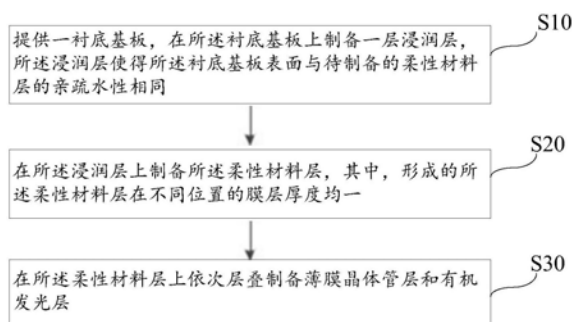 S10
提供一衬底基板，在所述衬底基板上制备一层浸润层，
所述浸润层使得所述衬底基板表面与待制备的柔性材料
层的亲疏水性相同
S20
在所述浸润层上制备所述柔性材料层，其中，形成的所
述柔性材料层在不同位置的膜层厚度均一
S30
在所述柔性材料层上依次层叠制备薄膜晶体管层和有机
发光层